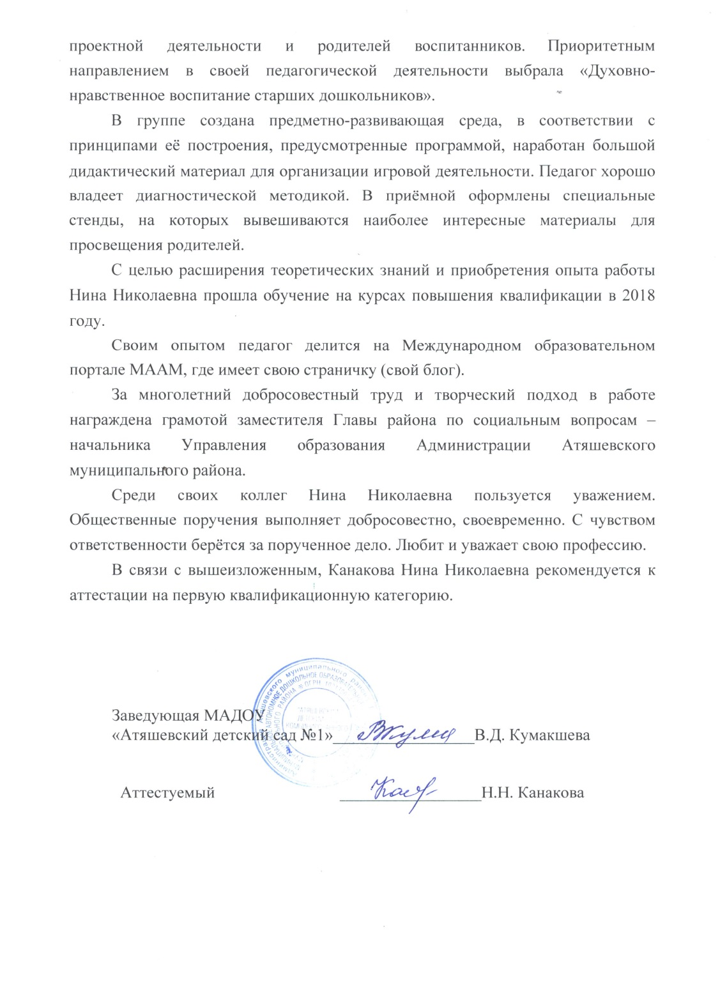 проектной деятельности и родителей воспитанников. Приоритетным
направлением в своей педагогической деятельности выбрала «Духовно-
нравственное воспитание старших дошкольников».
В группе создана предметно-развивающая среда, в соответствии с
принципами её построения, предусмотренные программой, наработан большой
дидактический материал для организации игровой деятельности. Педагог хорошо
владеет диагностической методикой. В приёмной оформлены специальные
стенды, на которых вывешиваются наиболее интересные материалы для
просвещения родителей.
С целью расширения теоретических знаний и приобретения опыта работы
Нина Николаевна прошла обучение на курсах повышения квалификации в 2018
году.
Своим опытом педагог делится на Международном образовательном
портале МААМ, где имеет свою страничку (свой блог).
За многолетний добросовестный труд и творческий подход в работе
награждена грамотой заместителя Главы района по социальным вопросам –
начальника Управления образования Администрации Атяшевского
муниципального района.
Среди своих коллег Нина Николаевна пользуется уважением.
Общественные поручения выполняет добросовестно, своевременно. С чувством
ответственности берётся за порученное дело. Любит и уважает свою профессию.
В связи с вышеизложенным, Канакова Нина Николаевна рекомендуется к
аттестации на первую квалификационную категорию.
Администрация Атяшевского муниципального района
Заведующая МАДОУ
«Атяшевский детский сад №1»_________________В.Д. Кумакшева
Аттестуемый _________________Н.Н. Канакова